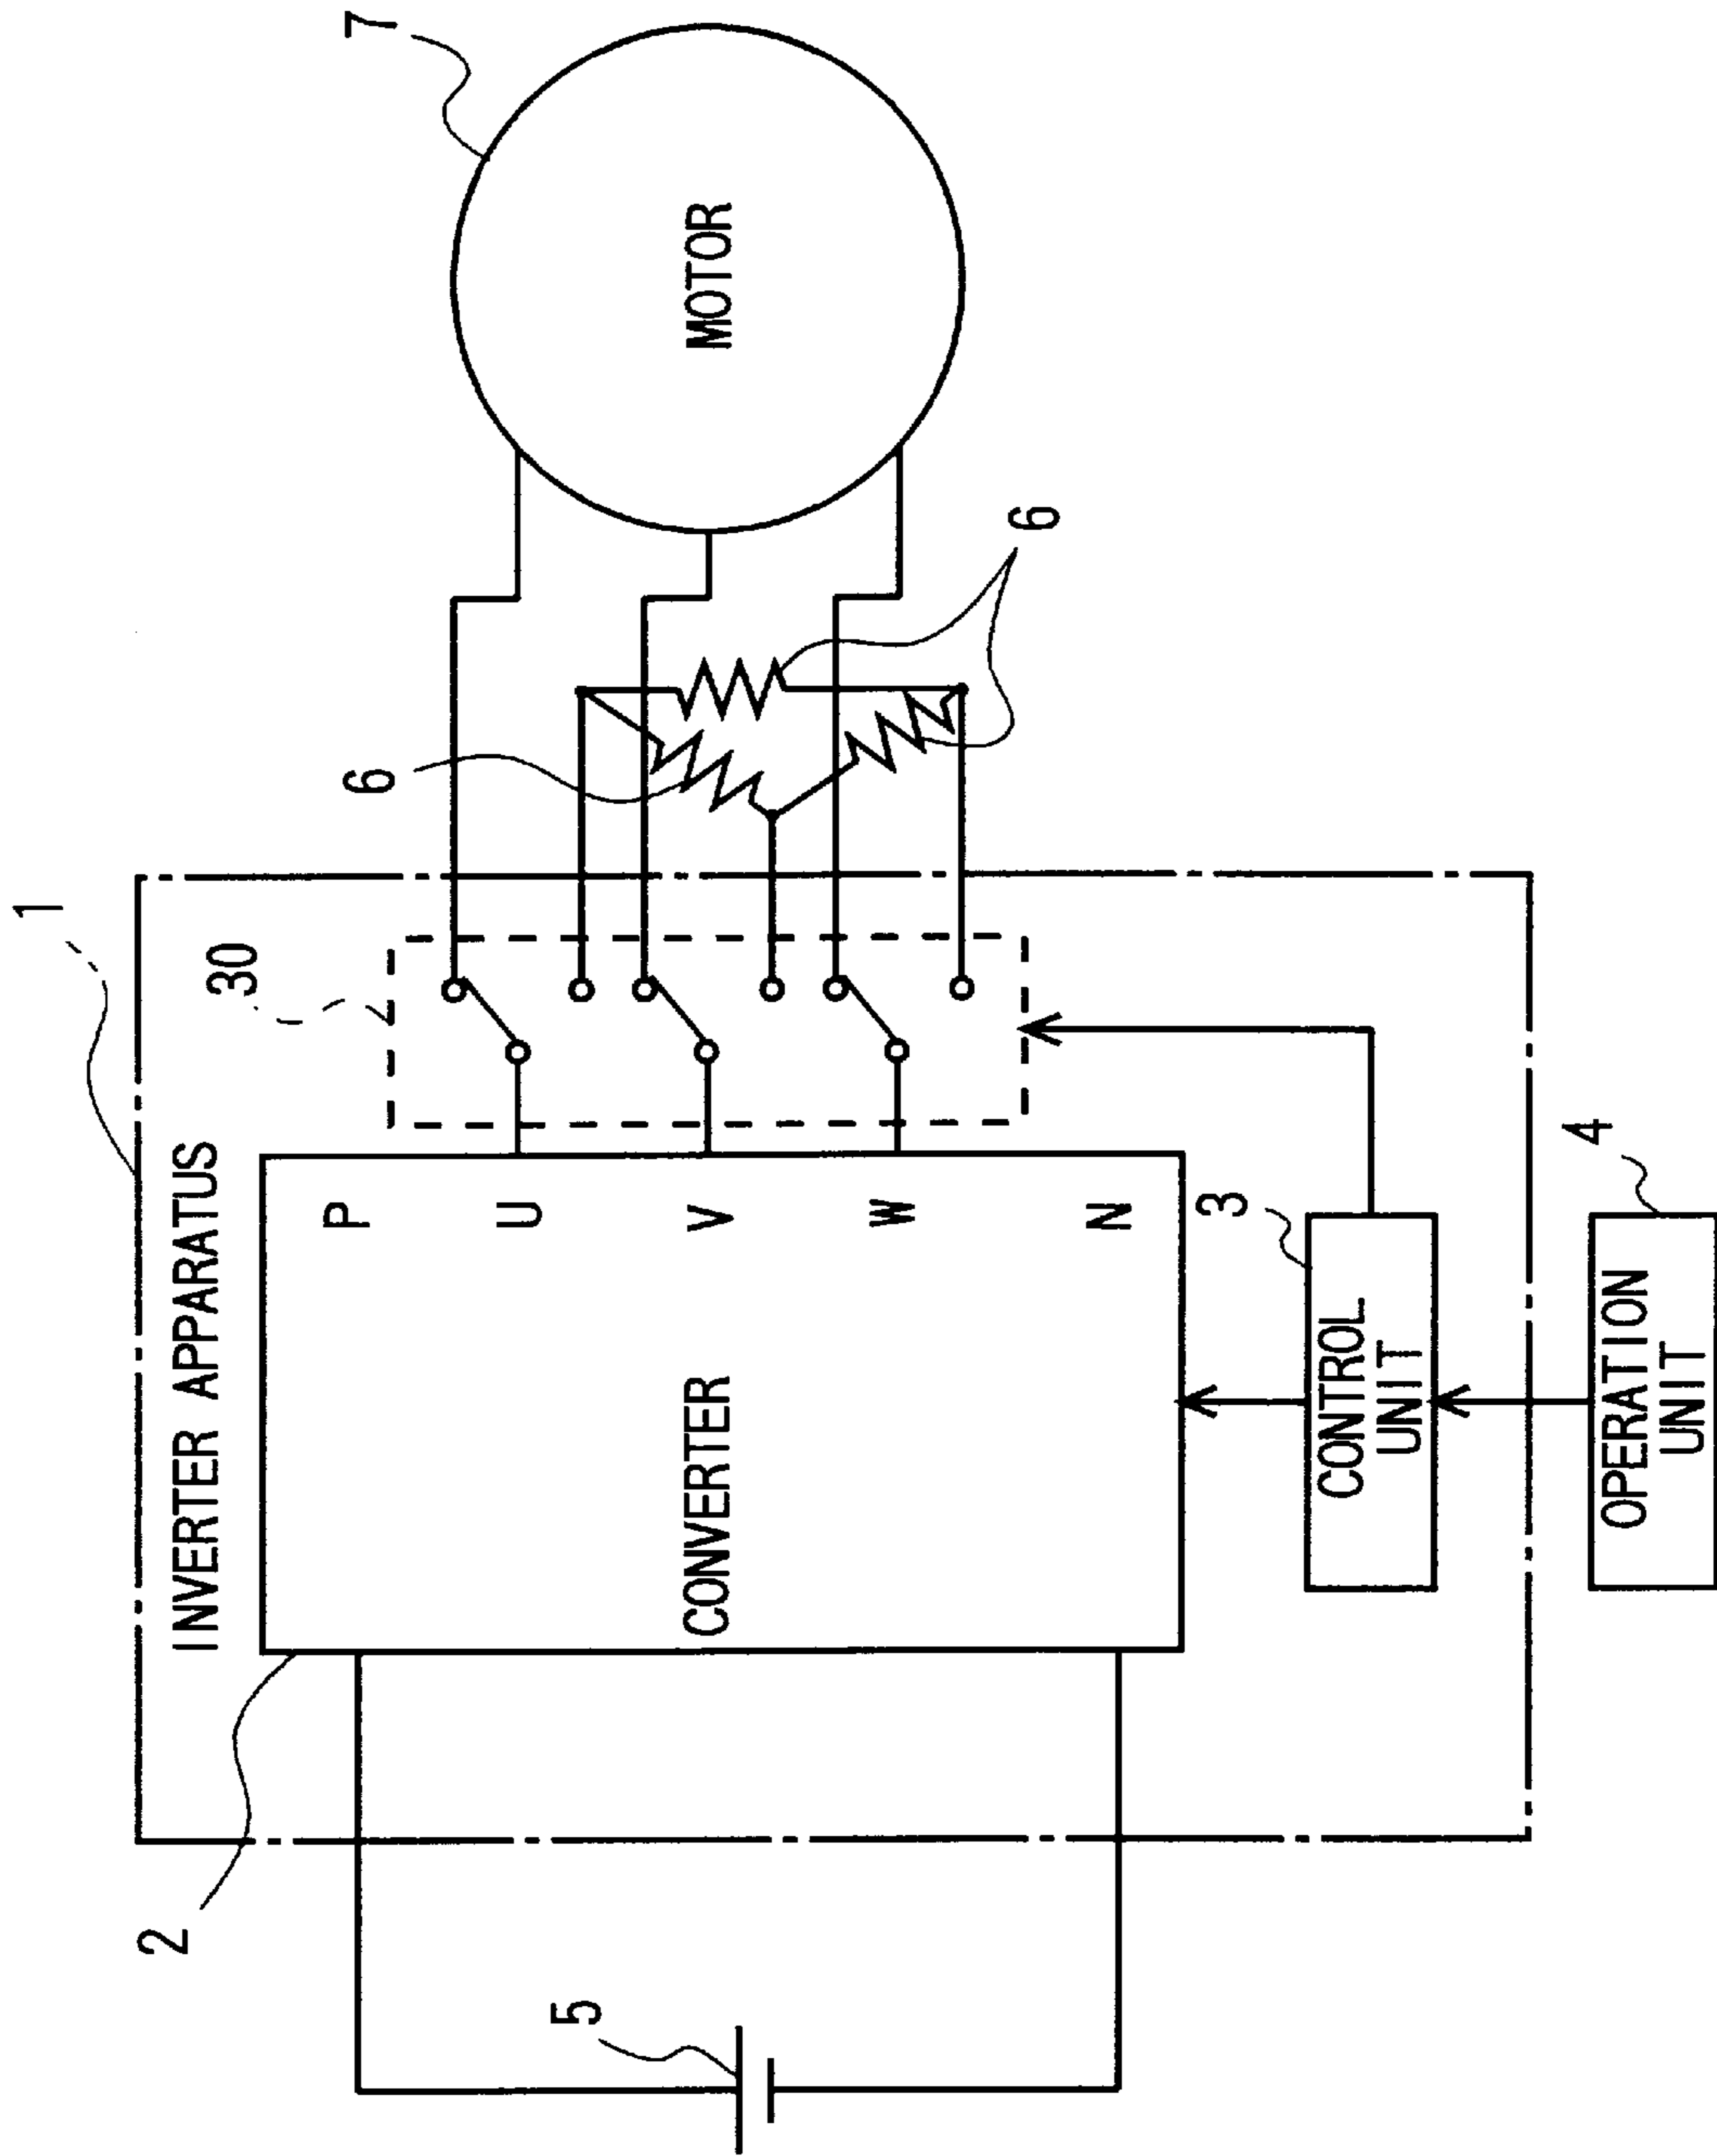 1
INVERTER APPARATUS
30
7
2
P
U
V
W
N
CONVERTER
MOTOR
6
6
5
3
CONTROL
UNIT
4
OPERATION
UNIT